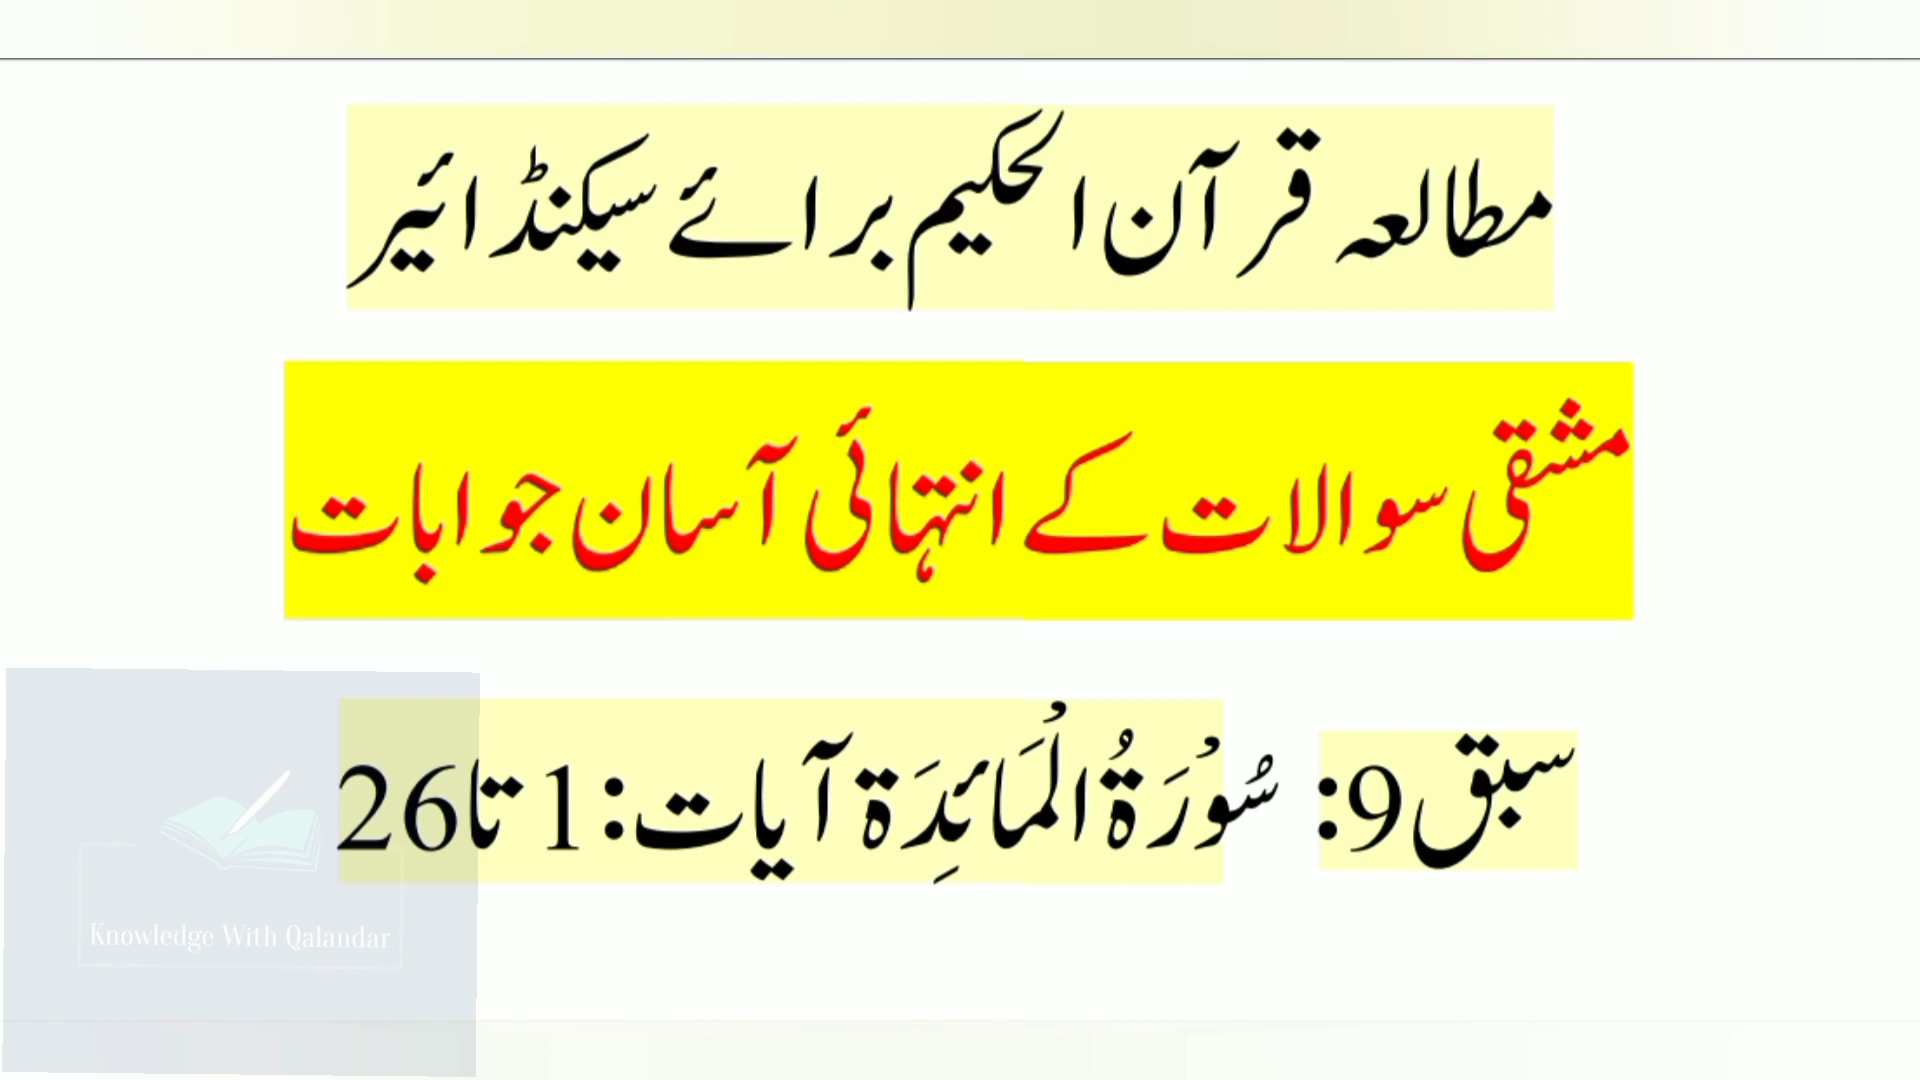 مطالعہ قرآن الحکیم برائے سیکنڈ ائیر
مشقی سوالات کے انتہائی آسان جوابات
سبق 9: سُوْرَةُ الْمَائِدَة آیات: 1 تا 26
Knowledge With Qalandar